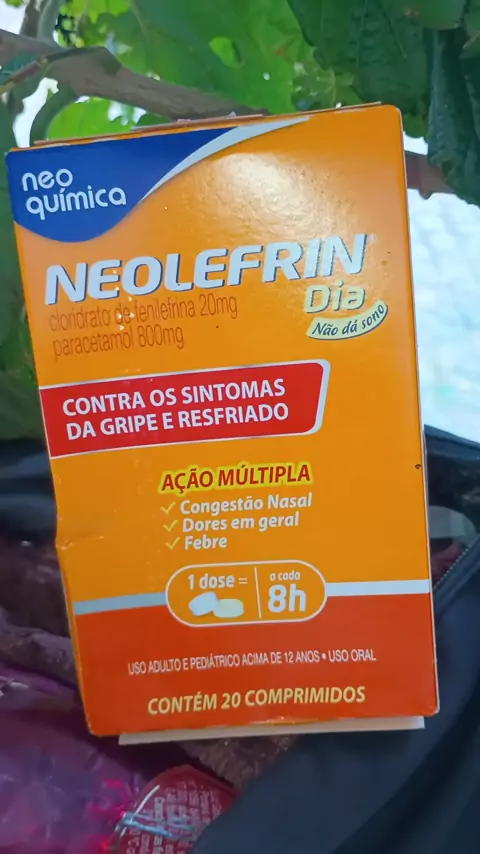 neo
química
NEOLEFRIN
Dia
Não dá sono
cloridrato de fenilefrina 20mg
paracetamol 800mg
CONTRA OS SINTOMAS
DA GRIPE E RESFRIADO
AÇÃO MÚLTIPLA
Congestão Nasal
Dores em geral
Febre
1 dose =
a cada
8h
USO ADULTO E PEDIÁTRICO ACIMA DE 12 ANOS • USO ORAL
CONTÉM 20 COMPRIMIDOS